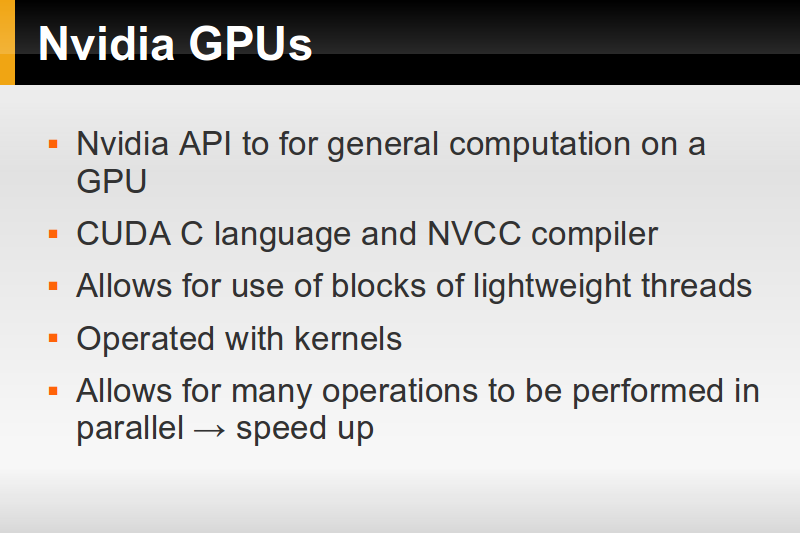 Nvidia GPUs
▪ Nvidia API to for general computation on a
GPU
▪ CUDA C language and NVCC compiler
▪ Allows for use of blocks of lightweight threads
▪ Operated with kernels
▪ Allows for many operations to be performed in
parallel → speed up